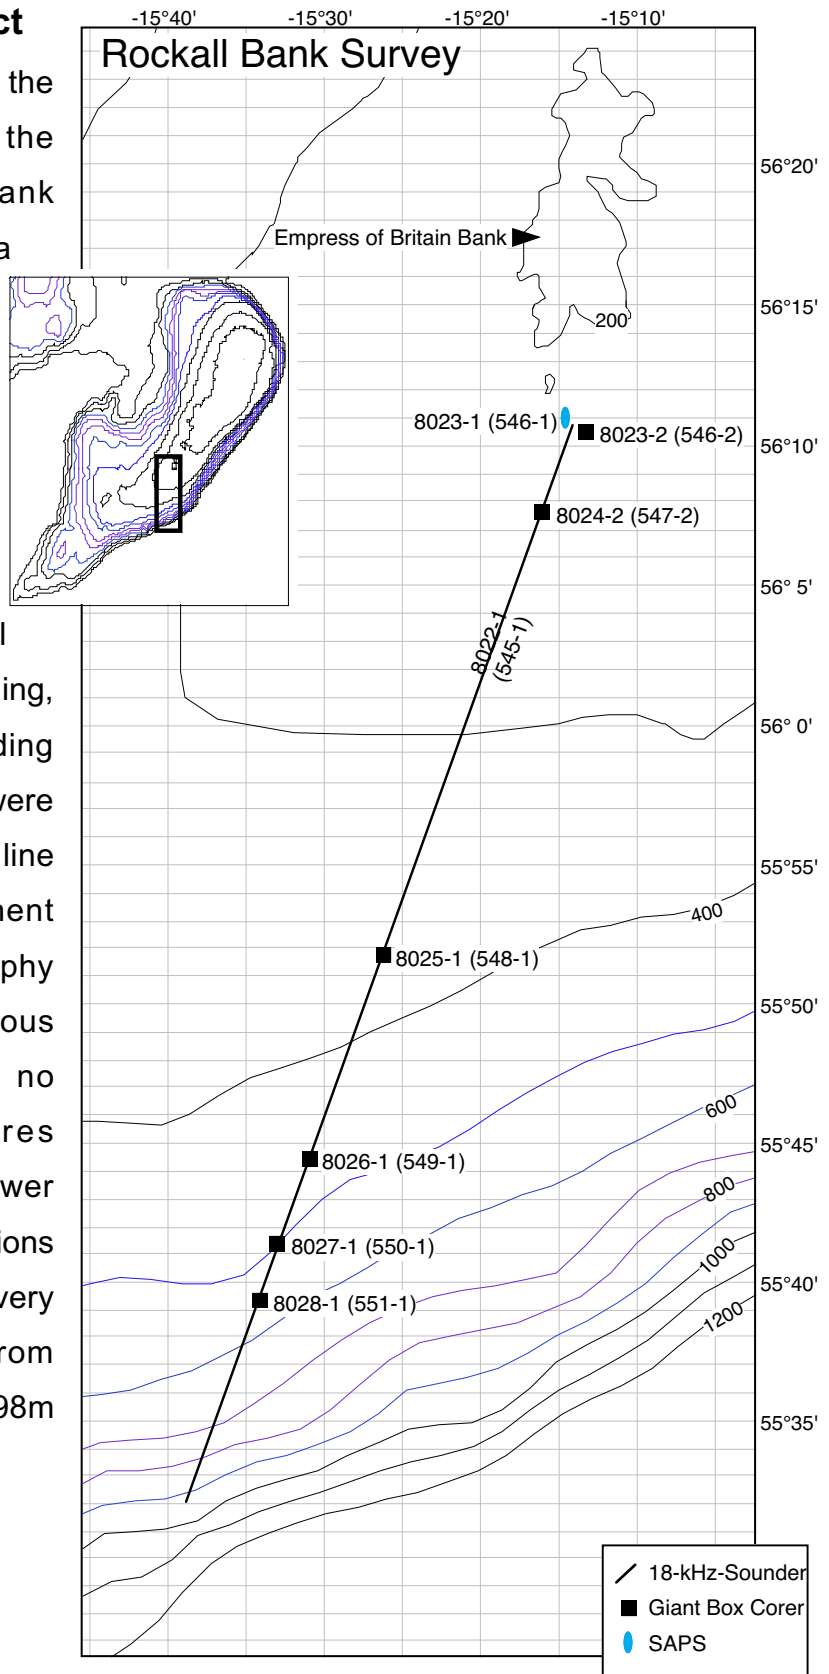 ct
the
the
ank
a
l
ing,
ding
vere
line
nent
phy
ous
no
res
wer
ions
very
rom
98m
-15°40' -15°30' -15°20' -15°10'
Rockall Bank Survey
56°20'
Empress of Britain Bank
56°15'
200
8023-1 (546-1)
8023-2 (546-2)
56°10'
8024-2 (547-2)
56° 5'
8022-1
(545-1)
56° 0'
55°55'
400
8025-1 (548-1)
55°50'
600
55°45'
8026-1 (549-1)
800
8027-1 (550-1)
1000
55°40'
8028-1 (551-1)
1200
55°35'
18-kHz-Sounder
Giant Box Corer
SAPS